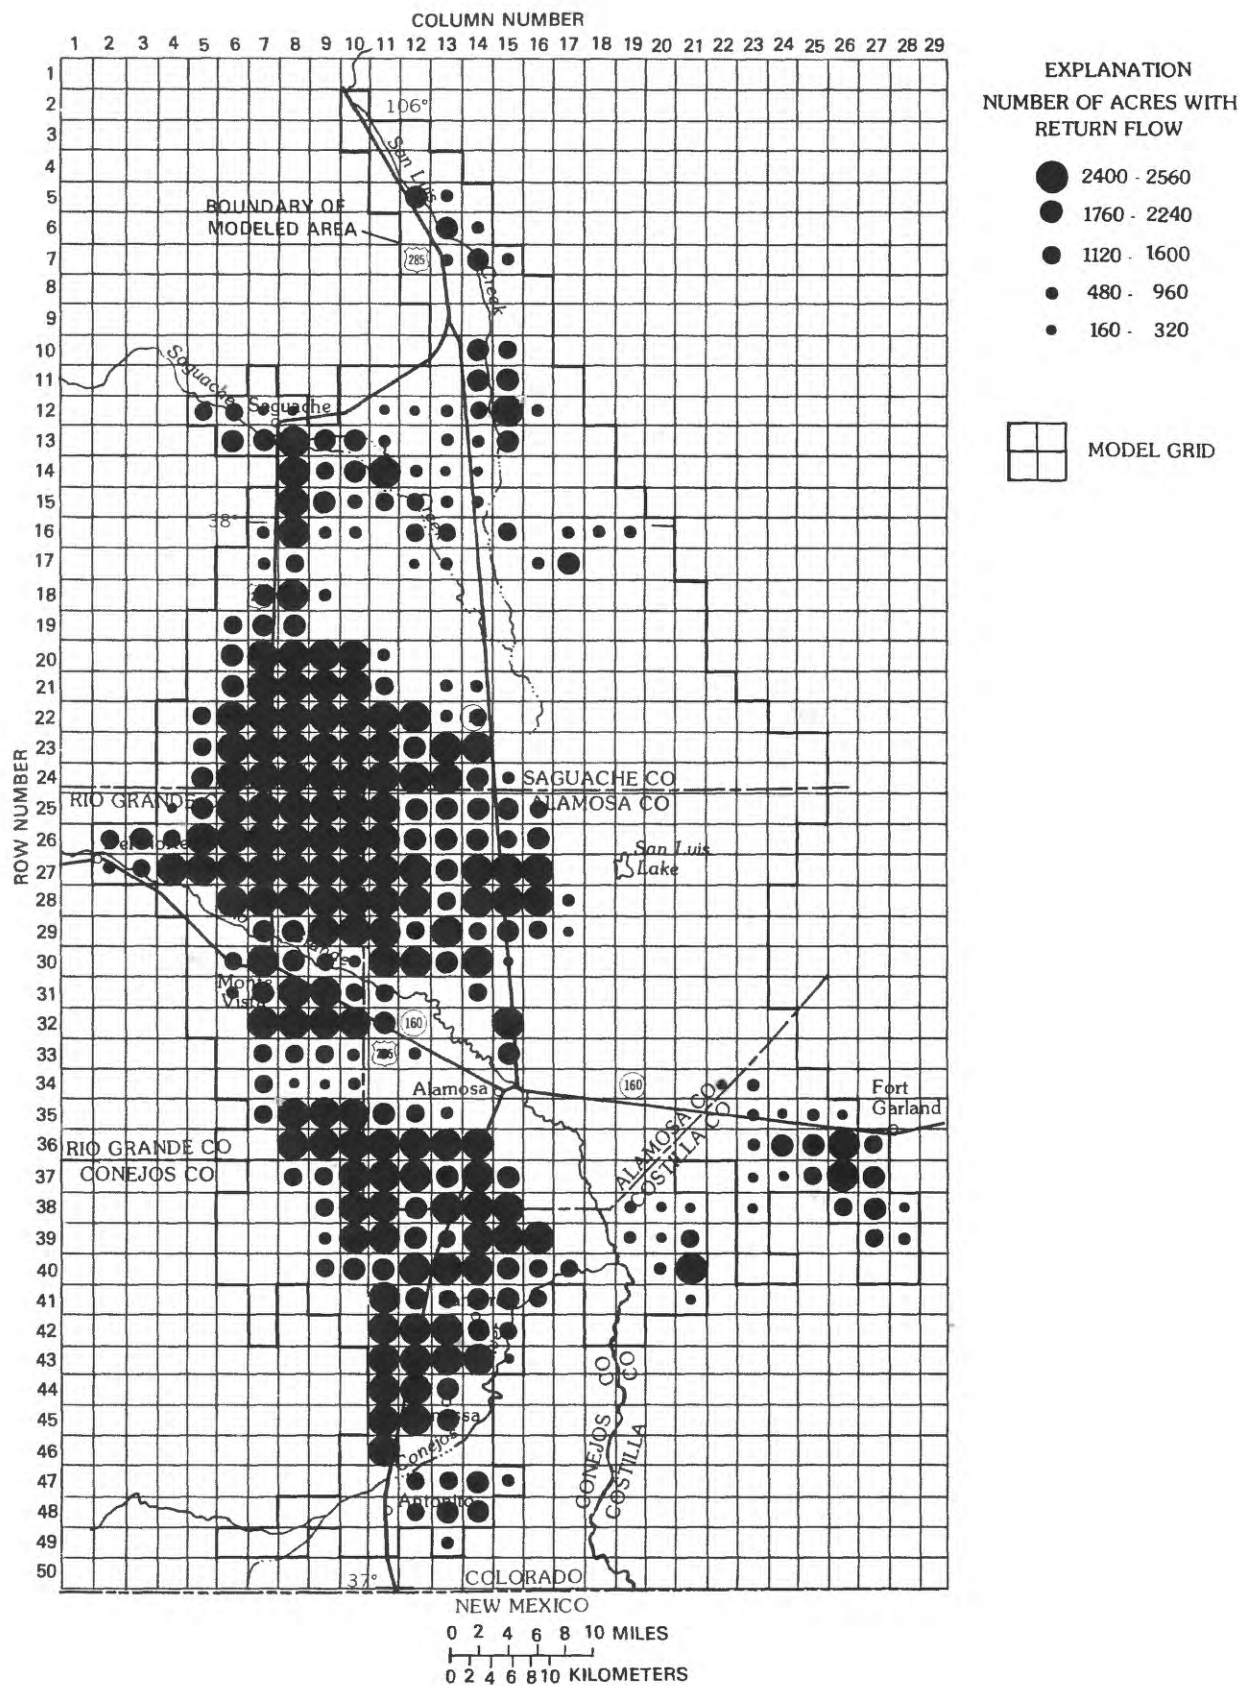 COLUMN NUMBER
1 2 3 4 5 6 7 8 9 10 11 12 13 14 15 16 17 18 19 20 21 22 23 24 25 26 27 28 29
ROW NUMBER
1
2
3
4
5
6
7
8
9
10
11
12
13
14
15
16
17
18
19
20
21
22
23
24
25
26
27
28
29
30
31
32
33
34
35
36
37
38
39
40
41
42
43
44
45
46
47
48
49
50
106°
San Luis
Creek
BOUNDARY OF
MODELED AREA
285
Saguache
Saguache
Creek
38°
SAGUACHE CO
RIO GRANDE
ALAMOSA CO
San Luis
Lake
Monte
Vista
160
Alamosa
160
Fort
Garland
ALAMOSA CO
COSTILLA CO
RIO GRANDE CO
CONEJOS CO
Conejos
Antonito
CONEJOS CO
COSTILLA CO
37°
COLORADO
NEW MEXICO
0 2 4 6 8 10 MILES
0 2 4 6 8 10 KILOMETERS
EXPLANATION
NUMBER OF ACRES WITH
RETURN FLOW
2400 - 2560
1760 - 2240
1120 - 1600
480 - 960
160 - 320
MODEL GRID